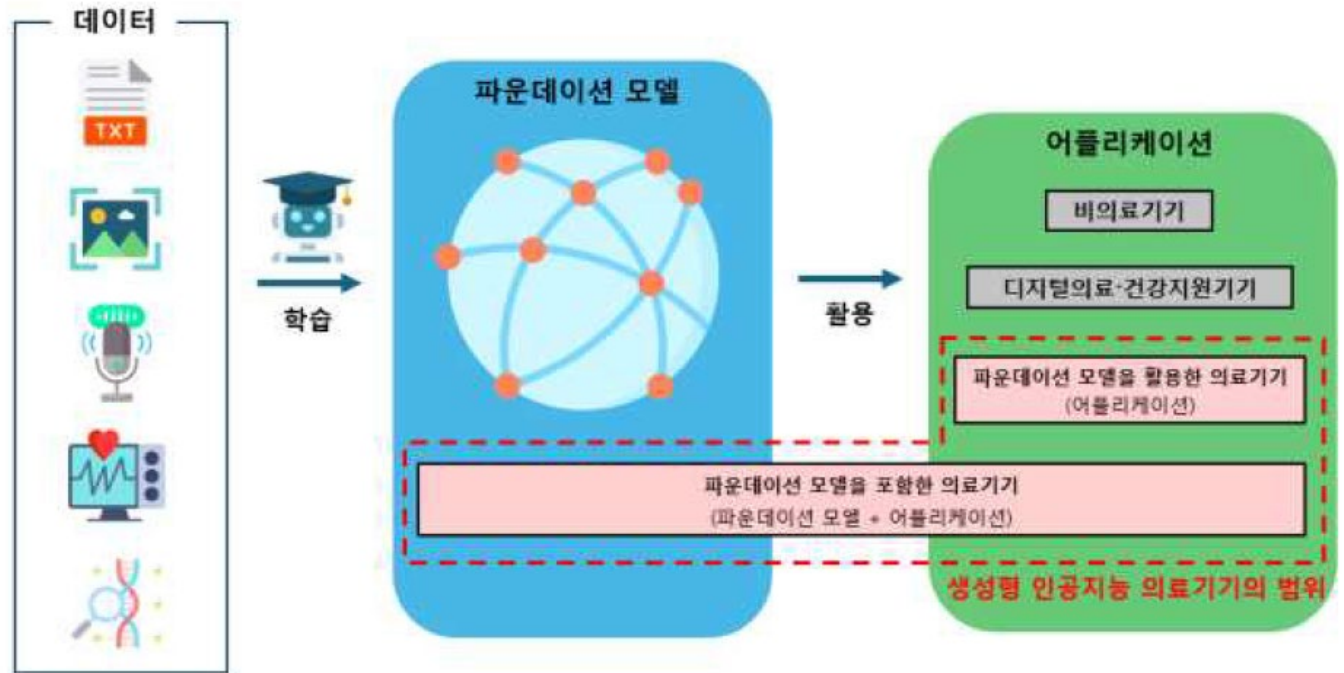 데이터
TXT
학습
파운데이션 모델
활용
어플리케이션
비의료기기
디지털의료·건강지원기기
파운데이션 모델을 활용한 의료기기
(어플리케이션)
파운데이션 모델을 포함한 의료기기
(파운데이션 모델 + 어플리케이션)
생성형 인공지능 의료기기의 범위